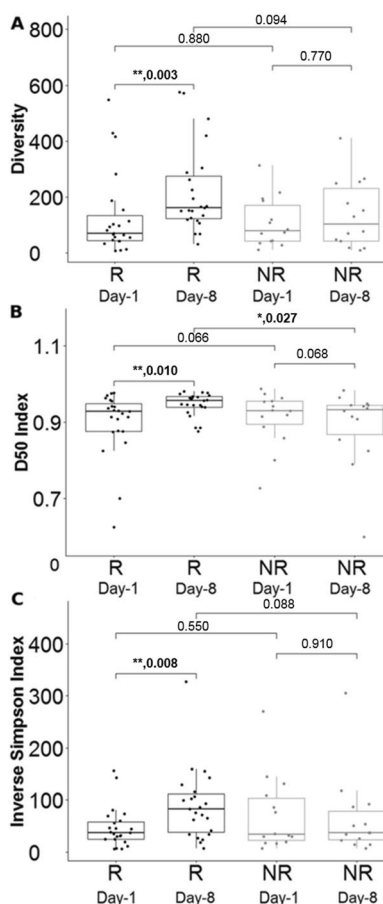 A
0.094
800
0.880
0.770
600
**,0.003
400
200
0
Diversity
R R NR NR
Day-1 Day-8 Day-1 Day-8
B
*,0.027
1.1
0.066
0.068
**,0.010
0.9
0.7
0
D50 Index
R R NR NR
Day-1 Day-8 Day-1 Day-8
C
0.088
0.550
400
0.910
**,0.008
300
200
100
0
Inverse Simpson Index
R R NR NR
Day-1 Day-8 Day-1 Day-8